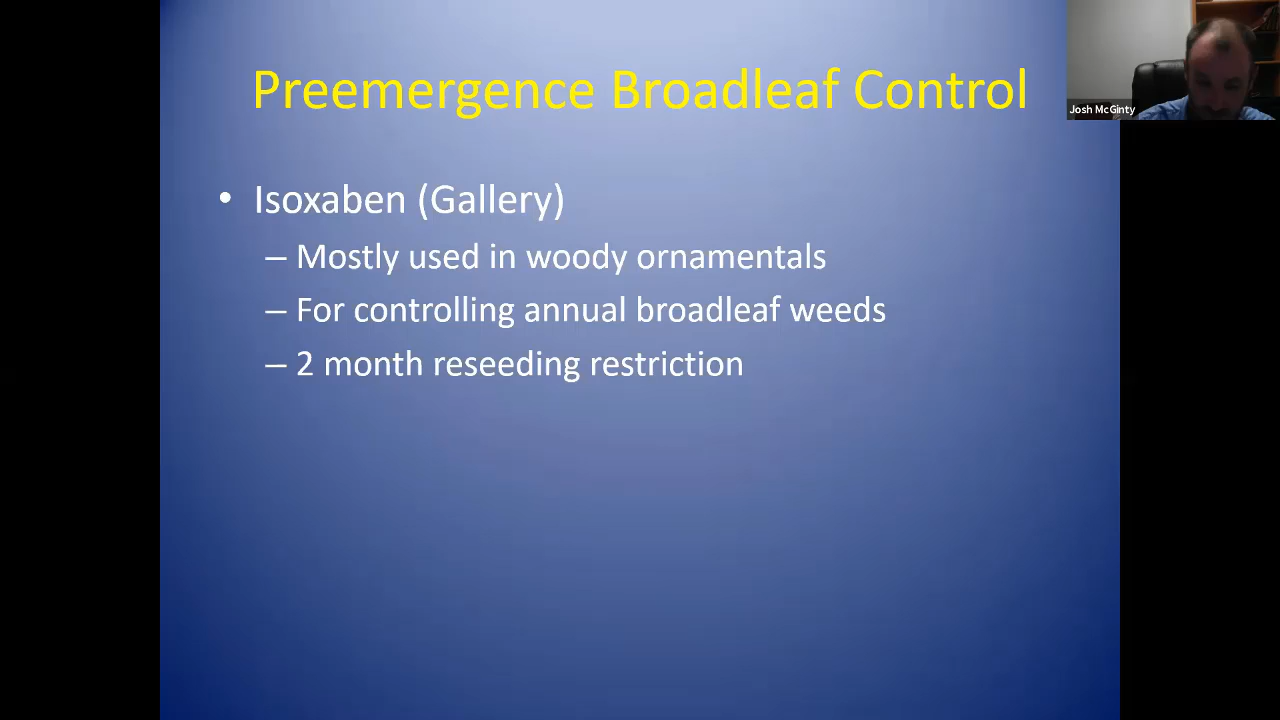 Preemergence Broadleaf Control
Josh McGinty
• Isoxaben (Gallery)
– Mostly used in woody ornamentals
– For controlling annual broadleaf weeds
– 2 month reseeding restriction